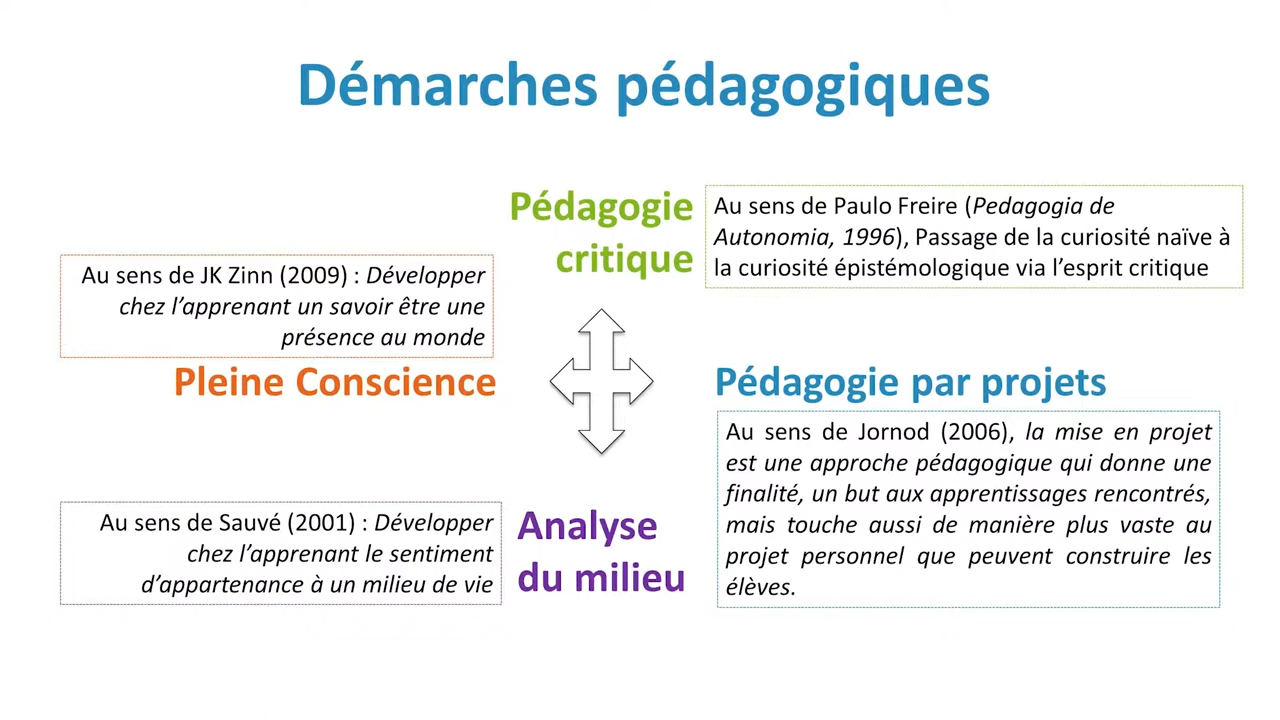 Démarches pédagogiques
Pédagogie
critique
Au sens de Paulo Freire (Pedagogia de
Autonomia, 1996), Passage de la curiosité naïve à
la curiosité épistémologique via l’esprit critique
Au sens de JK Zinn (2009) : Développer
chez l’apprenant un savoir être une
présence au monde
Pleine Conscience
Pédagogie par projets
Au sens de Jornod (2006), la mise en projet
est une approche pédagogique qui donne une
finalité, un but aux apprentissages rencontrés,
mais touche aussi de manière plus vaste au
projet personnel que peuvent construire les
élèves.
Au sens de Sauvé (2001) : Développer
chez l’apprenant le sentiment
d’appartenance à un milieu de vie
Analyse
du milieu